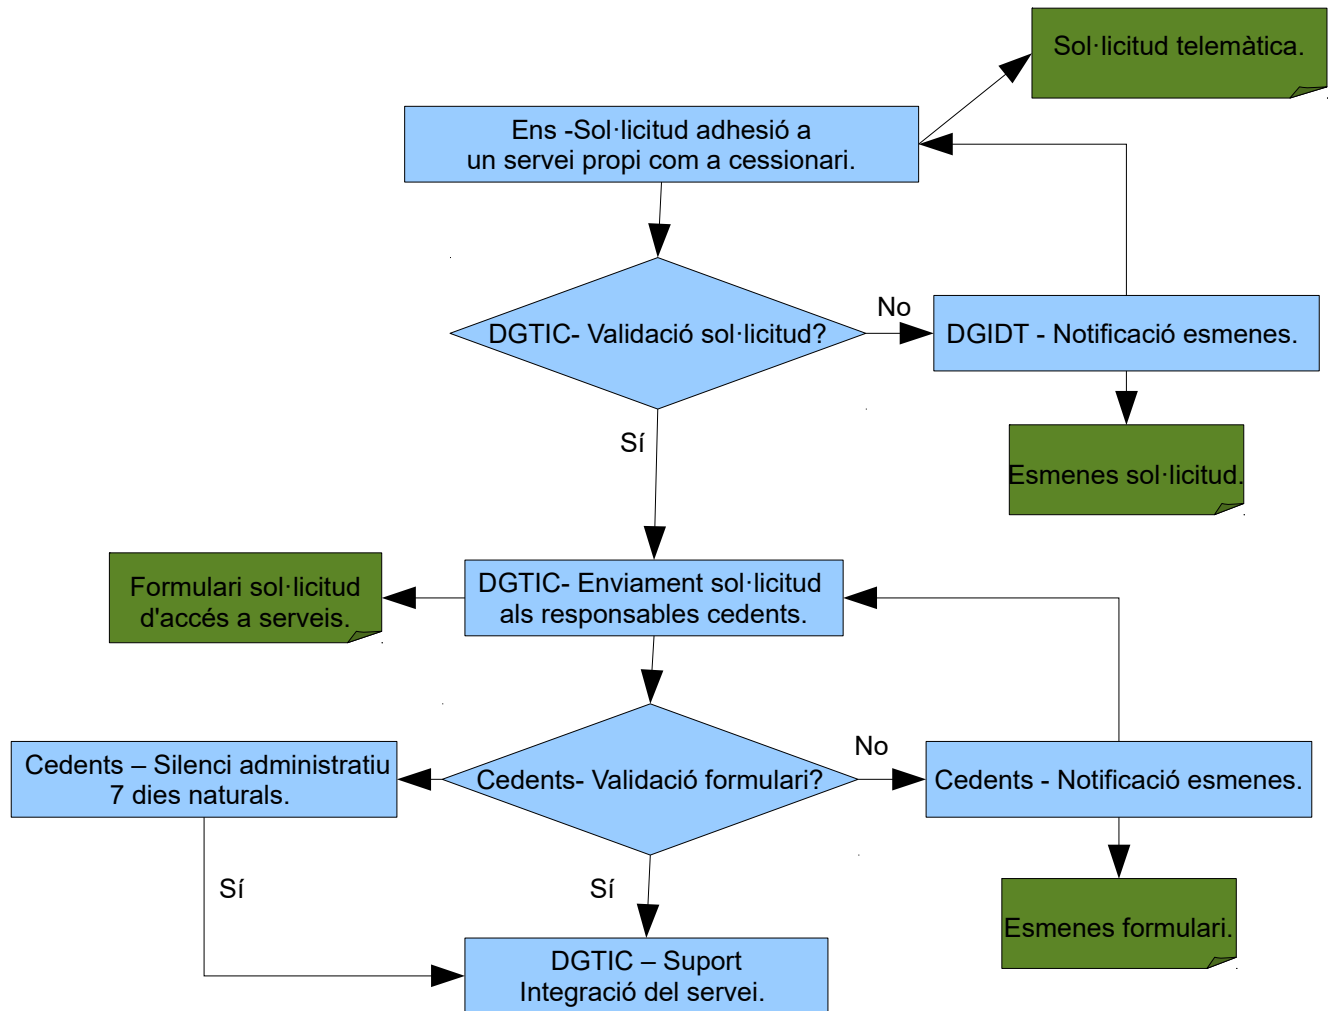 Sol·licitud telemàtica.
Ens -Sol·licitud adhesió a
un servei propi com a cessionari.
DGTIC- Validació sol·licitud?
No
DGIDT - Notificació esmenes.
Sí
Esmenes sol·licitud.
Formulari sol·licitud
d'accés a serveis.
DGTIC- Enviament sol·licitud
als responsables cedents.
Cedents – Silenci administratiu
7 dies naturals.
Cedents- Validació formulari?
No
Cedents - Notificació esmenes.
Sí
Sí
Esmenes formulari.
DGTIC – Suport
Integració del servei.